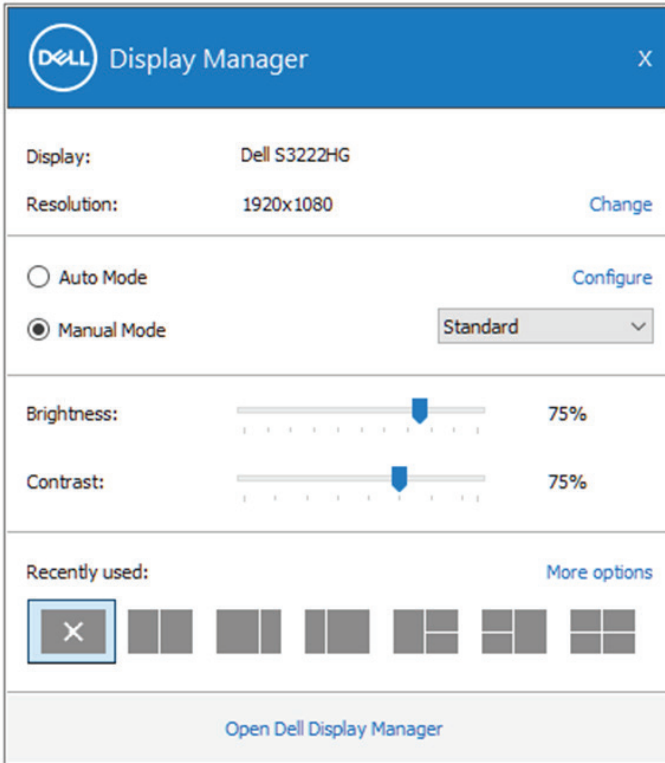 DELL Display Manager X
Display: Dell S3222HG
Resolution: 1920x1080 Change
Auto Mode Configure
Manual Mode Standard
Brightness: 75%
Contrast: 75%
Recently used: More options
Open Dell Display Manager